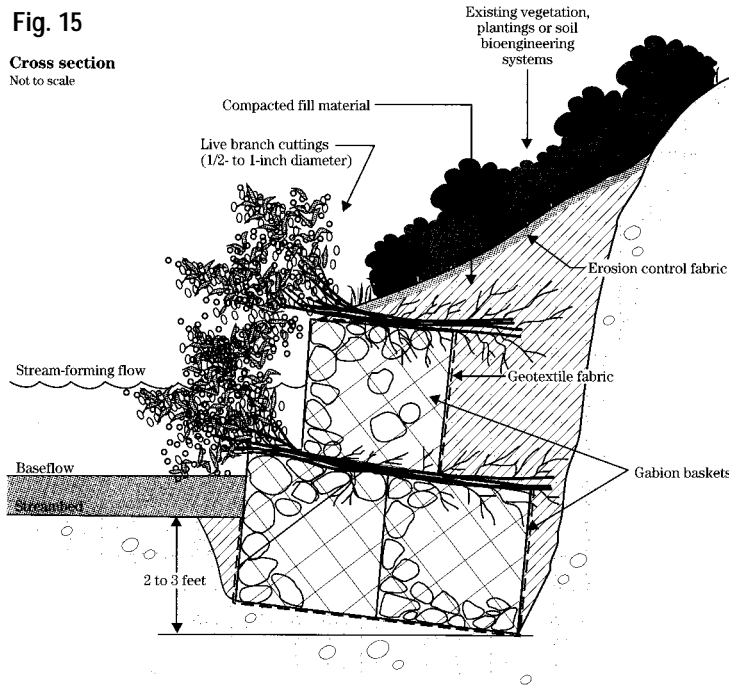 Fig. 15
Cross section
Not to scale
Existing vegetation,
plantings or soil
bioengineering
systems
Compacted fill material
Live branch cuttings
(1/2- to 1-inch diameter)
Erosion control fabric
Stream-forming flow
Geotextile fabric
Baseflow
Gabion baskets
Streambed
2 to 3 feet